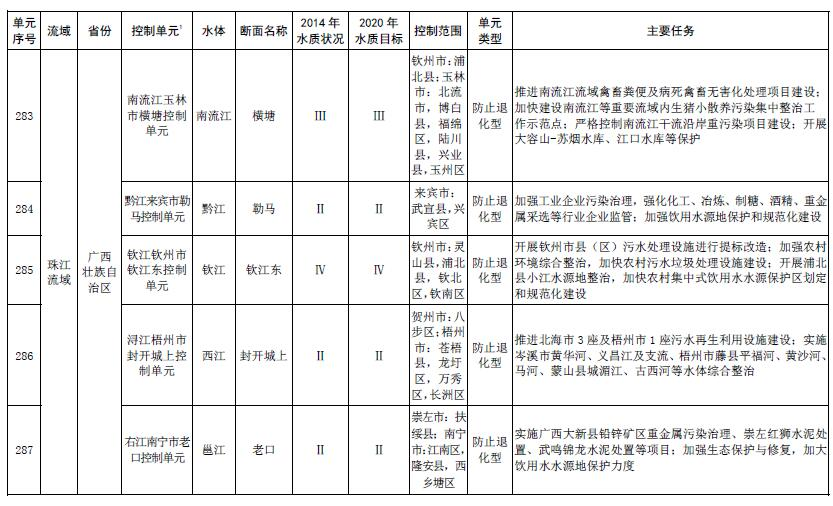 单元
序号
流域
省份
控制单元¹
水体
断面名称
2014 年
水质状况
2020 年
水质目标
控制范围
单元
类型
主要任务
珠江
流域
广西
壮族自
治区
283
南流江玉林
市横塘控制
单元
南流江
横塘
Ⅲ
Ⅲ
钦州市：浦
北县；玉林
市：北流
市，博白
县，福绵
区，陆川
县，兴业
县，玉州区
防止退
化型
推进南流江流域禽畜粪便及病死禽畜无害化处理项目建设；
加快建设南流江等重要流域内生猪小散养污染集中整治工
作示范点；严格控制南流江干流沿岸重污染项目建设；开展
大容山-苏烟水库、江口水库等保护
284
黔江来宾市勒
马控制单元
黔江
勒马
Ⅱ
Ⅱ
来宾市：
武宣县，兴
宾区
防止退
化型
加强工业企业污染治理，强化化工、冶炼、制糖、酒精、重金
属采选等行业企业监管；加强饮用水源地保护和规范化建设
285
钦江钦州市
钦江东控制
单元
钦江
钦江东
Ⅳ
Ⅳ
钦州市：灵
山县，浦北
县，钦北
区，钦南区
防止退
化型
开展钦州市县（区）污水处理设施进行提标改造；加强农村
环境综合整治，加快农村污水垃圾处理设施建设；开展浦北
县小江水源地整治，加快农村集中式饮用水水源保护区划定
和规范化建设
286
浔江梧州市
封开城上控
制单元
西江
封开城上
Ⅱ
Ⅱ
贺州市：八
步区；梧州
市：苍梧
县，龙圩
区，万秀
区，长洲区
防止退
化型
推进北海市 3 座及梧州市 1 座污水再生利用设施建设；实施
岑溪市黄华河、义昌江及支流、梧州市藤县平福河、黄沙河、
马河、蒙山县城湄江、古西河等水体综合整治
287
右江南宁市老
口控制单元
邕江
老口
Ⅱ
Ⅱ
崇左市：扶
绥县；南宁
市：江南区，
隆安县，西
乡塘区
防止退
化型
实施广西大新县铅锌矿区重金属污染治理、崇左红狮水泥处
置、武鸣锦龙水泥处置等项目；加强生态保护与修复，加大
饮用水水源地保护力度